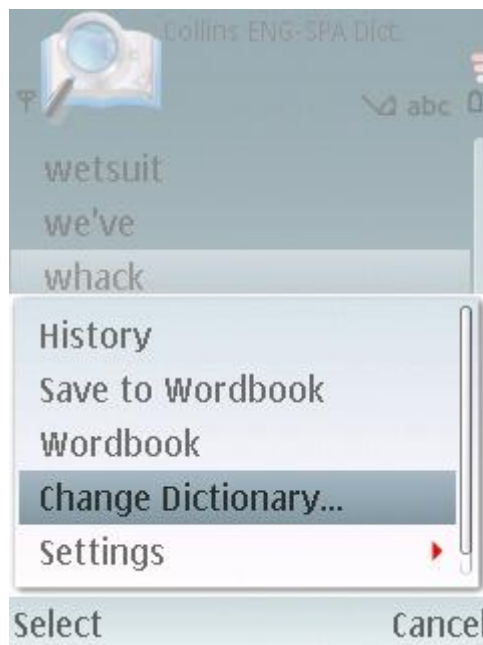 Collins ENG-SPA Dict.
abc
wetsuit
we've
whack
History
Save to Wordbook
Wordbook
Change Dictionary...
Settings
Select
Cancel